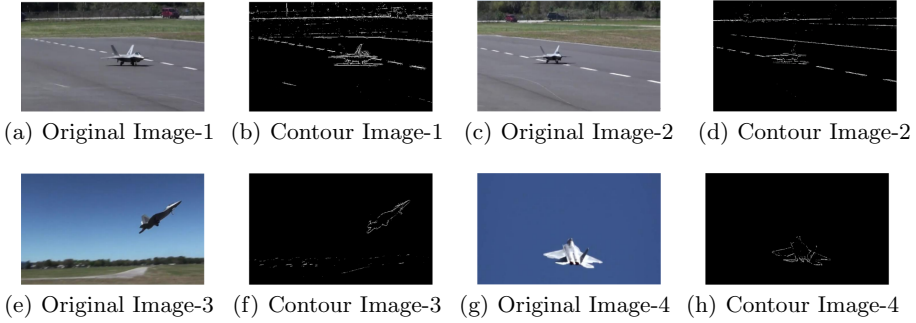 (a) Original Image-1 (b) Contour Image-1 (c) Original Image-2 (d) Contour Image-2
(e) Original Image-3 (f) Contour Image-3 (g) Original Image-4 (h) Contour Image-4